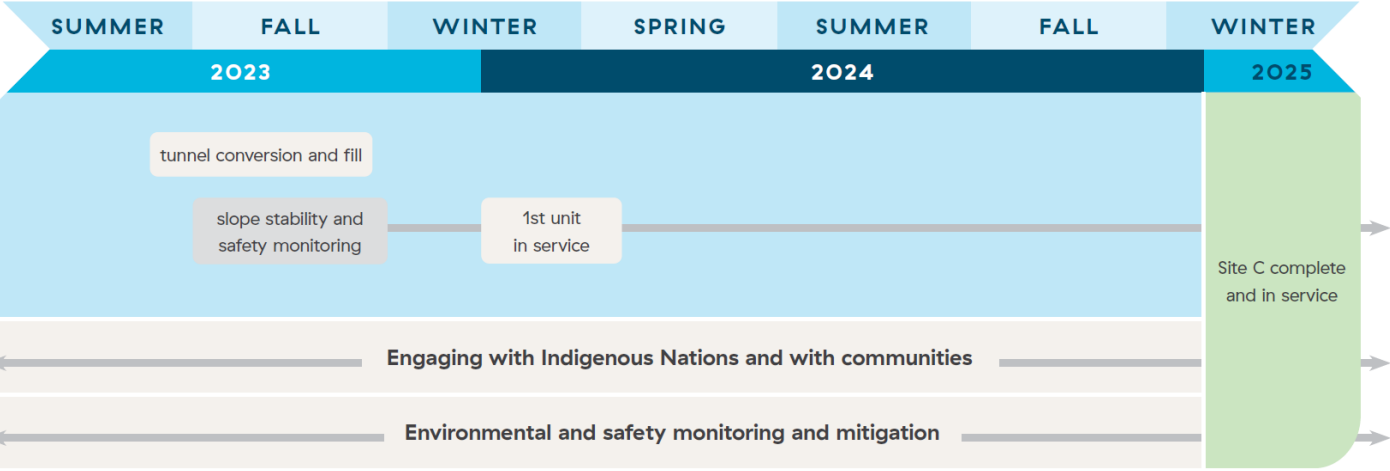 SUMMER FALL WINTER SPRING SUMMER FALL WINTER
2023 2024 2025
tunnel conversion and fill
slope stability and
safety monitoring
1st unit
in service
Site C complete
and in service
Engaging with Indigenous Nations and with communities
Environmental and safety monitoring and mitigation